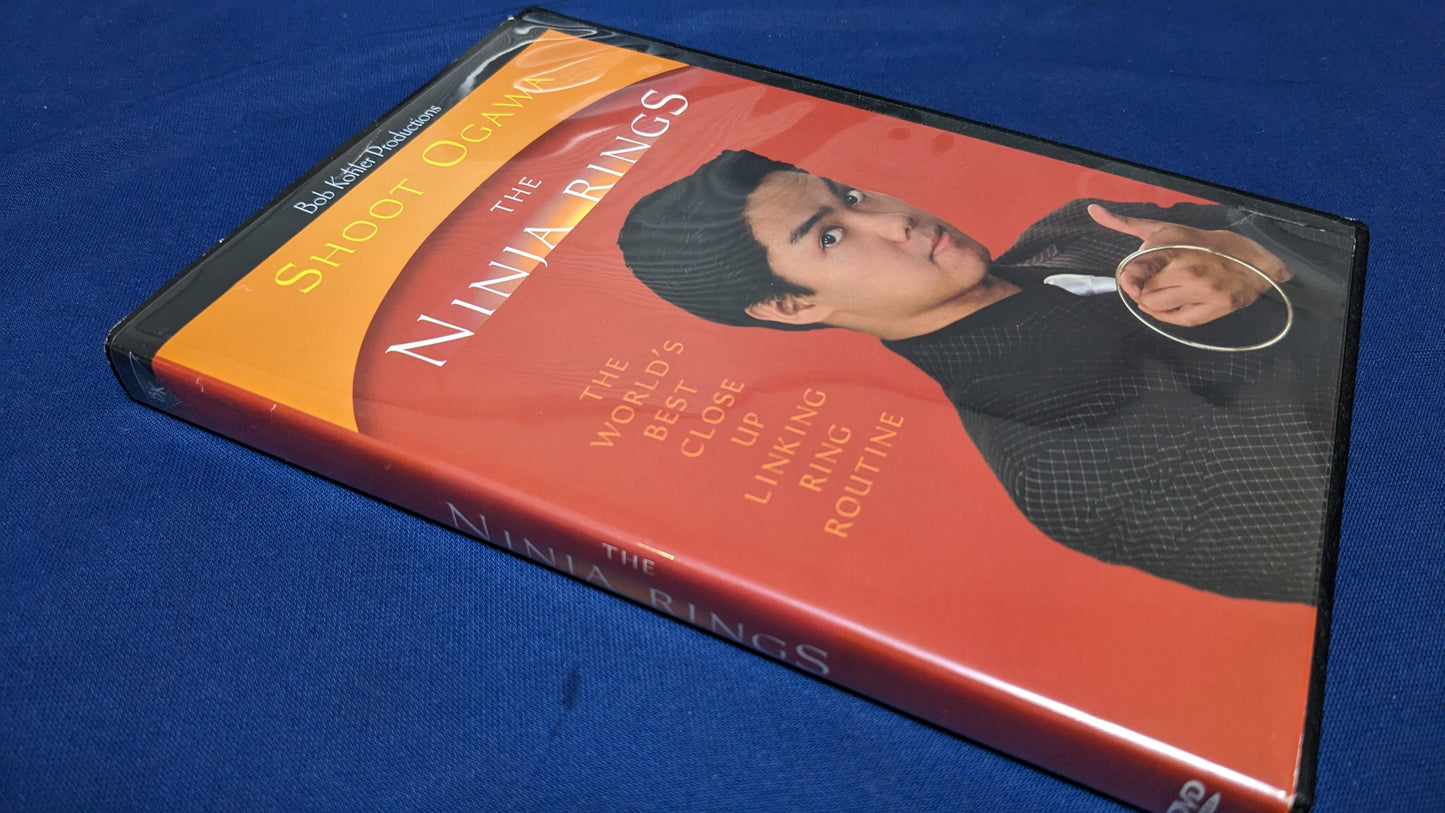 Bob Kohler Productions
SHOOT OGAWA
THE
NINJA RINGS
THE
WORLD'S
BEST
CLOSE
UP
LINKING
RING
ROUTINE
THE
NINJA RINGS
DVD